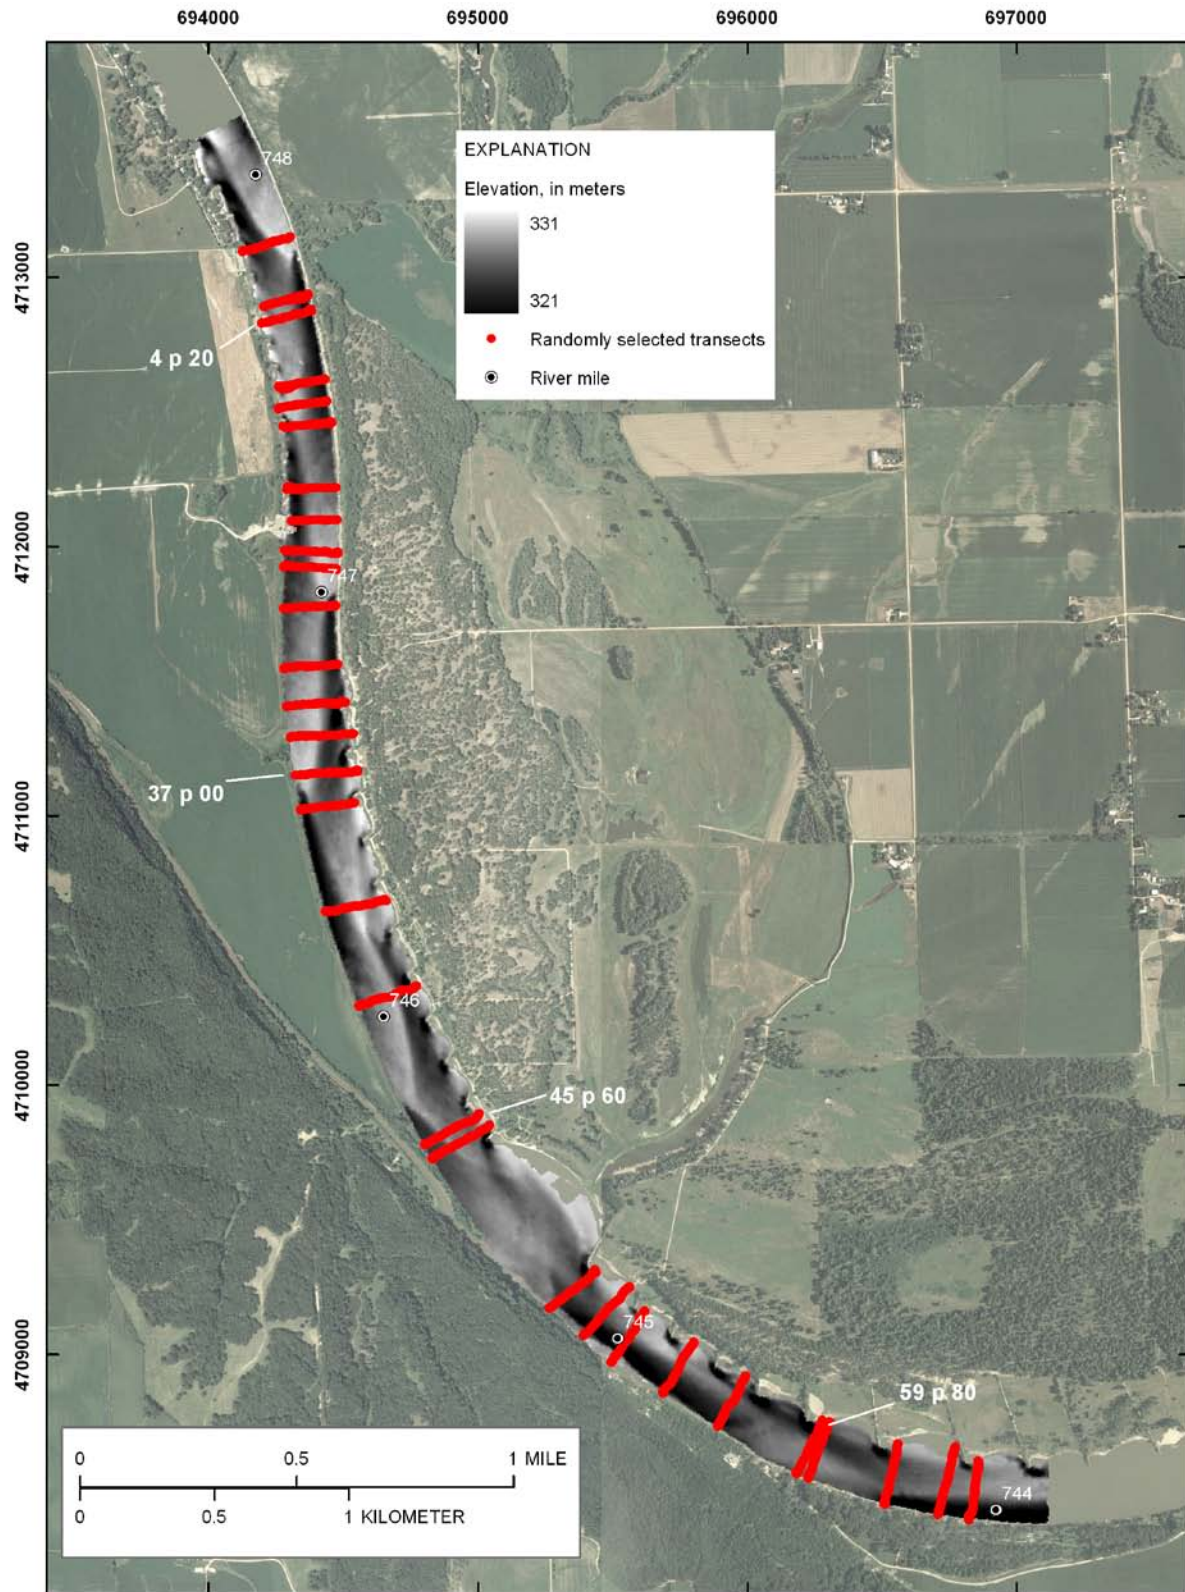 694000 695000 696000 697000
748
EXPLANATION
Elevation, in meters
331
321
Randomly selected transects
River mile
4713000
4 p 20
4712000
747
37 p 00
4711000
746
4710000
45 p 60
745
4709000
59 p 80
744
0 0.5 1 MILE
0 0.5 1 KILOMETER